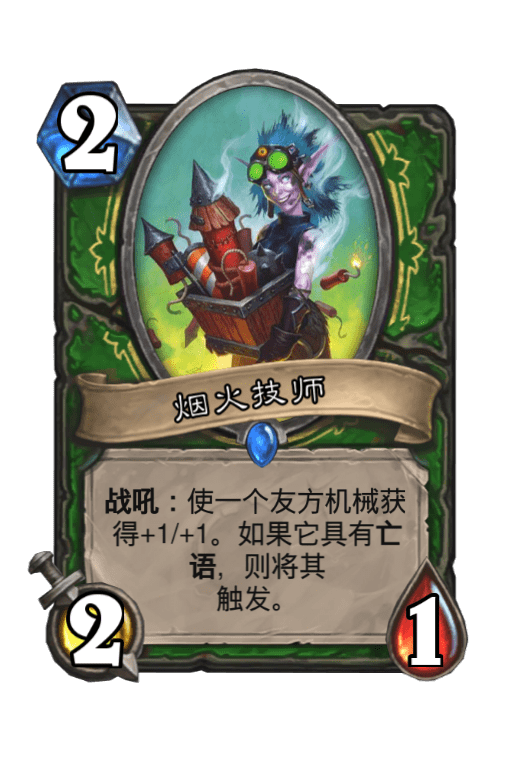 2
烟火技师
战吼：使一个友方机械获
得+1/+1。如果它具有亡
语，则将其
触发。
2
1